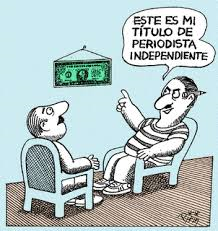 ESTE ES MI
TÍTULO DE
PERIODISTA
INDEPENDIENTE